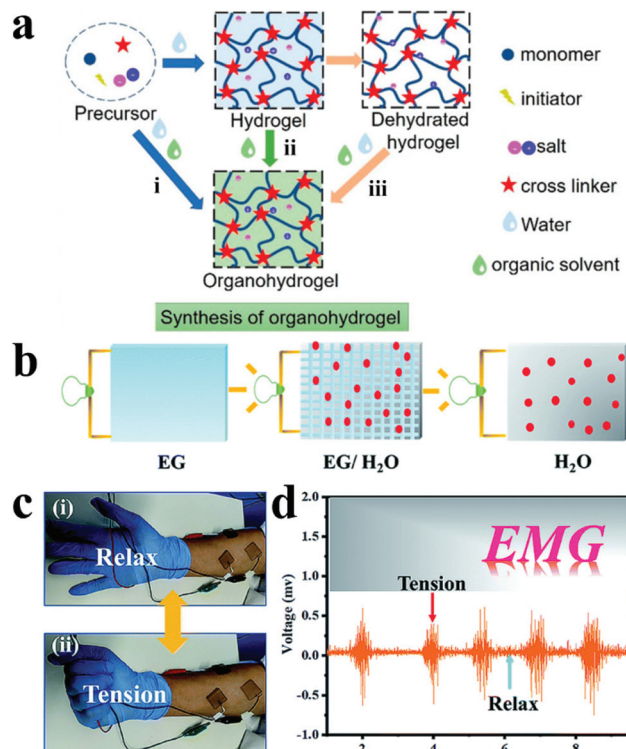 a
Precursor
Hydrogel
Dehydrated
hydrogel
i
ii
iii
Organohydrogel
Synthesis of organohydrogel
monomer
initiator
salt
cross linker
Water
organic solvent
b
EG
EG/ H₂O
H₂O
c
(i)
Relax
(ii)
Tension
d
Voltage (mv)
2.0
1.5
1.0
0.5
0.0
-0.5
-1.0
EMG
Tension
Relax
2
4
6
8